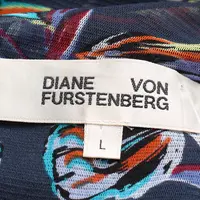 DIANE VON
FURSTENBERG
L